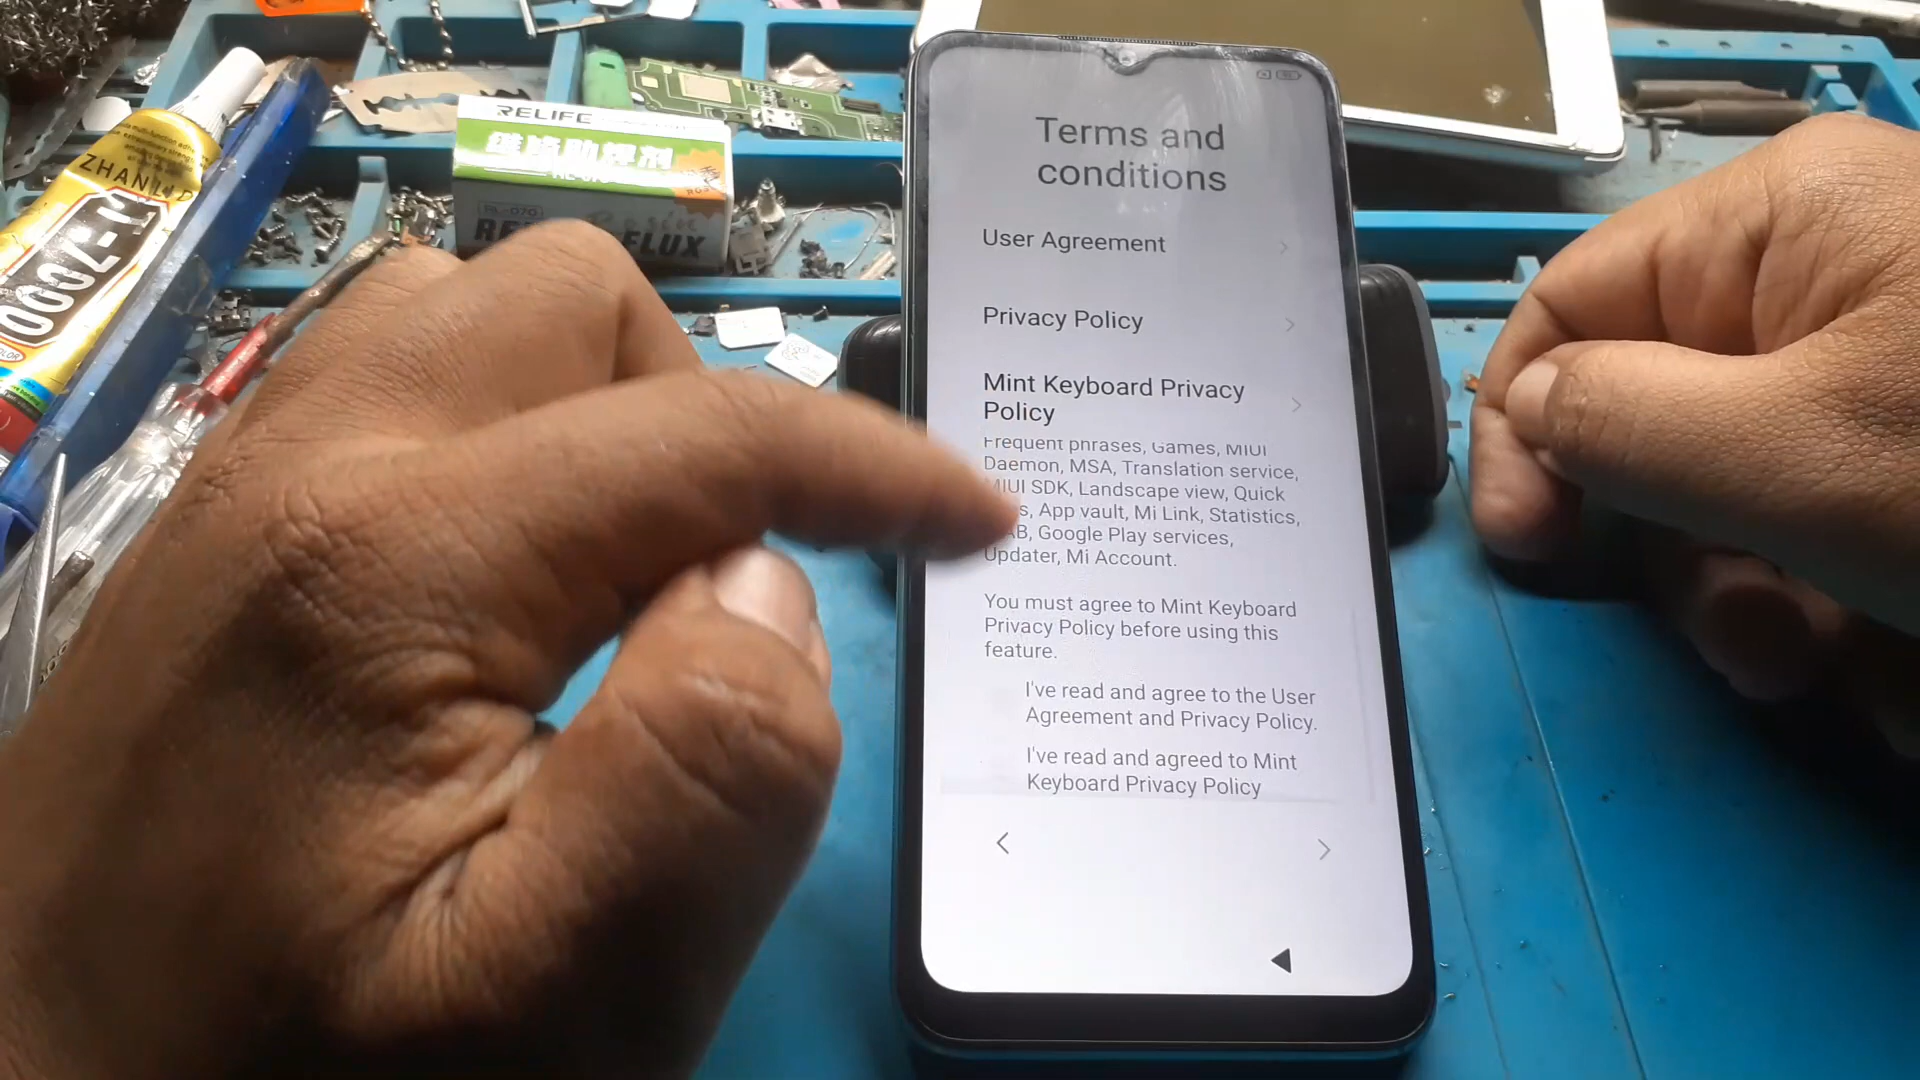 Terms and
conditions
User Agreement
Privacy Policy
Mint Keyboard Privacy
Policy
Frequent phrases, Games, MIUI
Daemon, MSA, Translation service,
MIUI SDK, Landscape view, Quick
App vault, Mi Link, Statistics,
Google Play services,
Updater, Mi Account.
You must agree to Mint Keyboard
Privacy Policy before using this
feature.
I've read and agree to the User
Agreement and Privacy Policy.
I've read and agreed to Mint
Keyboard Privacy Policy
RELIFE
RL-070
FLUX